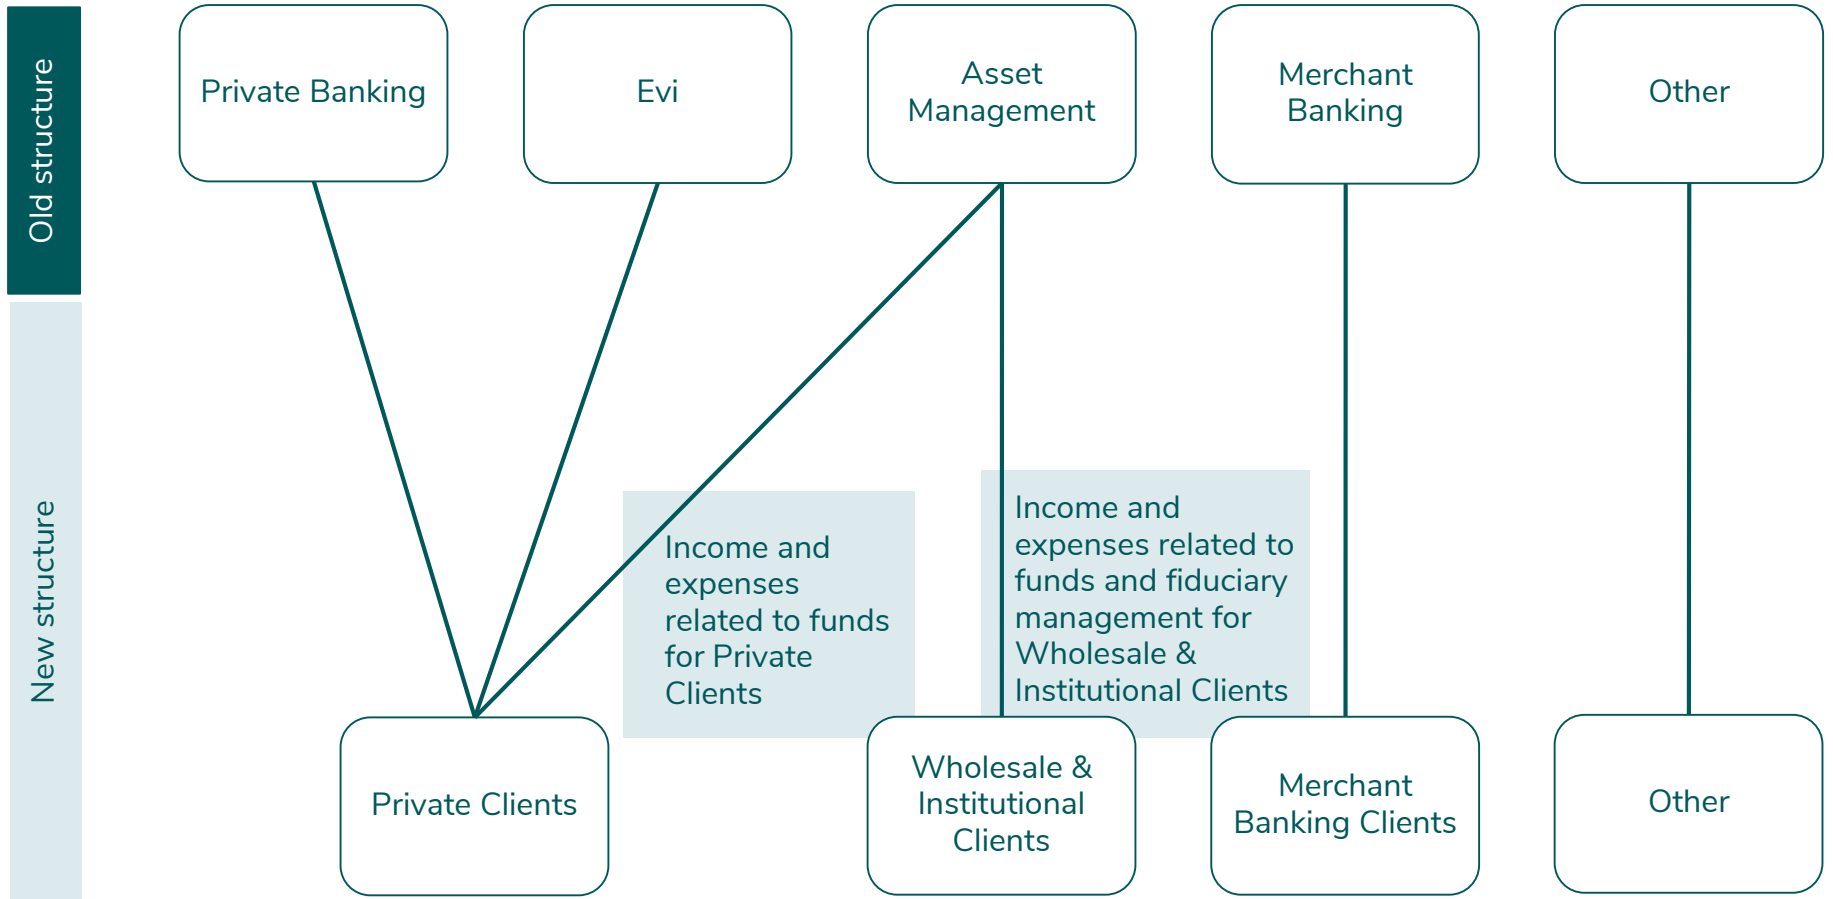 Old structure
Private Banking
Evi
Asset
Management
Merchant
Banking
Other
New structure
Income and
expenses
related to funds
for Private
Clients
Income and
expenses related to
funds and fiduciary
management for
Wholesale &
Institutional Clients
Private Clients
Wholesale &
Institutional
Clients
Merchant
Banking Clients
Other